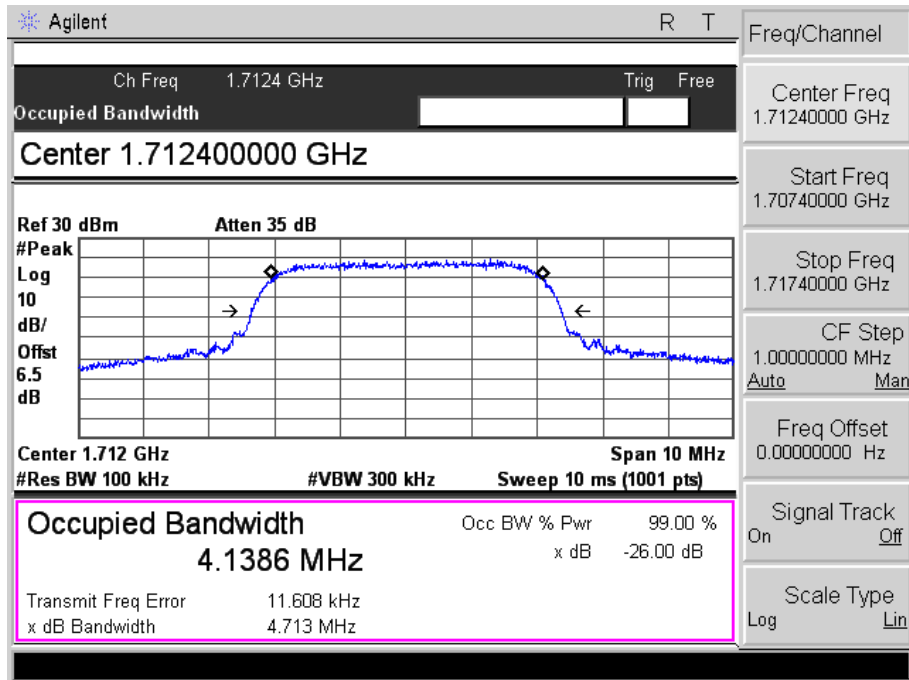 Agilent R T
Ch Freq 1.7124 GHz Trig Free
Occupied Bandwidth
Center 1.712400000 GHz
Ref 30 dBm Atten 35 dB
#Peak
Log
10
dB/
Offst
6.5
dB
Center 1.712 GHz Span 10 MHz
#Res BW 100 kHz #VBW 300 kHz Sweep 10 ms (1001 pts)
Occupied Bandwidth Occ BW % Pwr 99.00 %
4.1386 MHz x dB -26.00 dB
Transmit Freq Error 11.608 kHz
x dB Bandwidth 4.713 MHz
Freq/Channel
Center Freq
1.71240000 GHz
Start Freq
1.70740000 GHz
Stop Freq
1.71740000 GHz
CF Step
1.00000000 MHz
Auto Man
Freq Offset
0.00000000 Hz
Signal Track
On Off
Scale Type
Log Lin